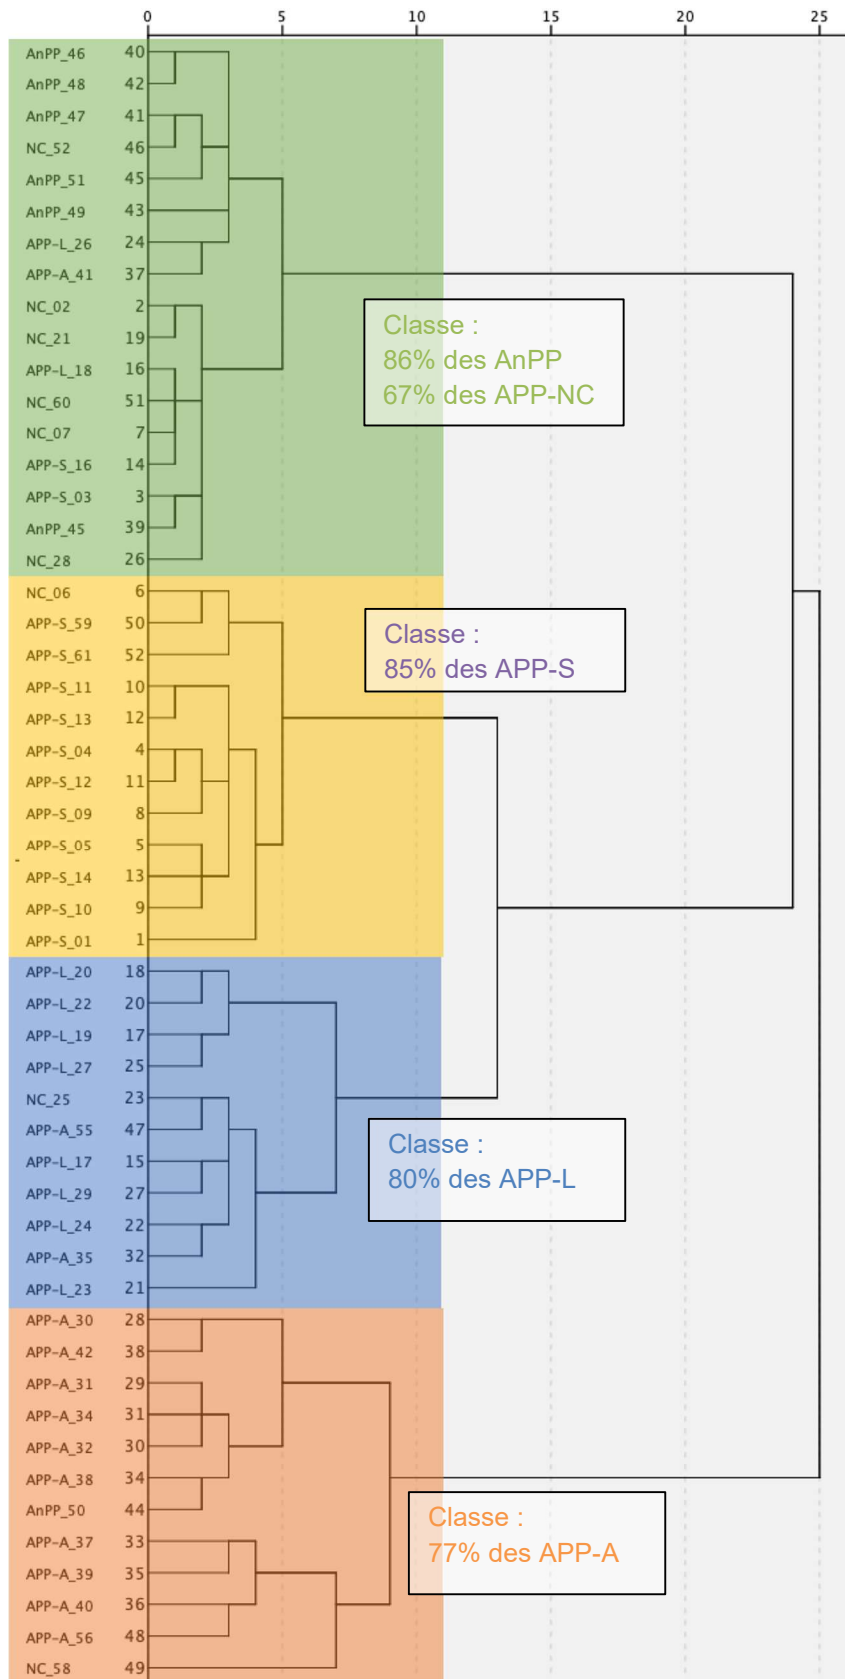 0 5 10 15 20 25
AnPP_46 40
AnPP_48 42
AnPP_47 41
NC_52 46
AnPP_51 45
AnPP_49 43
APP-L_26 24
APP-A_41 37
NC_02 2
NC_21 19
APP-L_18 16
NC_60 51
NC_07 7
APP-S_16 14
APP-S_03 3
AnPP_45 39
NC_28 26
Classe :
86% des AnPP
67% des APP-NC
NC_06 6
APP-S_59 50
APP-S_61 52
APP-S_11 10
APP-S_13 12
APP-S_04 4
APP-S_12 11
APP-S_09 8
APP-S_05 5
APP-S_14 13
APP-S_10 9
APP-S_01 1
Classe :
85% des APP-S
APP-L_20 18
APP-L_22 20
APP-L_19 17
APP-L_27 25
NC_25 23
APP-A_55 47
APP-L_17 15
APP-L_29 27
APP-L_24 22
APP-A_35 32
APP-L_23 21
Classe :
80% des APP-L
APP-A_30 28
APP-A_42 38
APP-A_31 29
APP-A_34 31
APP-A_32 30
APP-A_38 34
AnPP_50 44
APP-A_37 33
APP-A_39 35
APP-A_40 36
APP-A_56 48
NC_58 49
Classe :
77% des APP-A